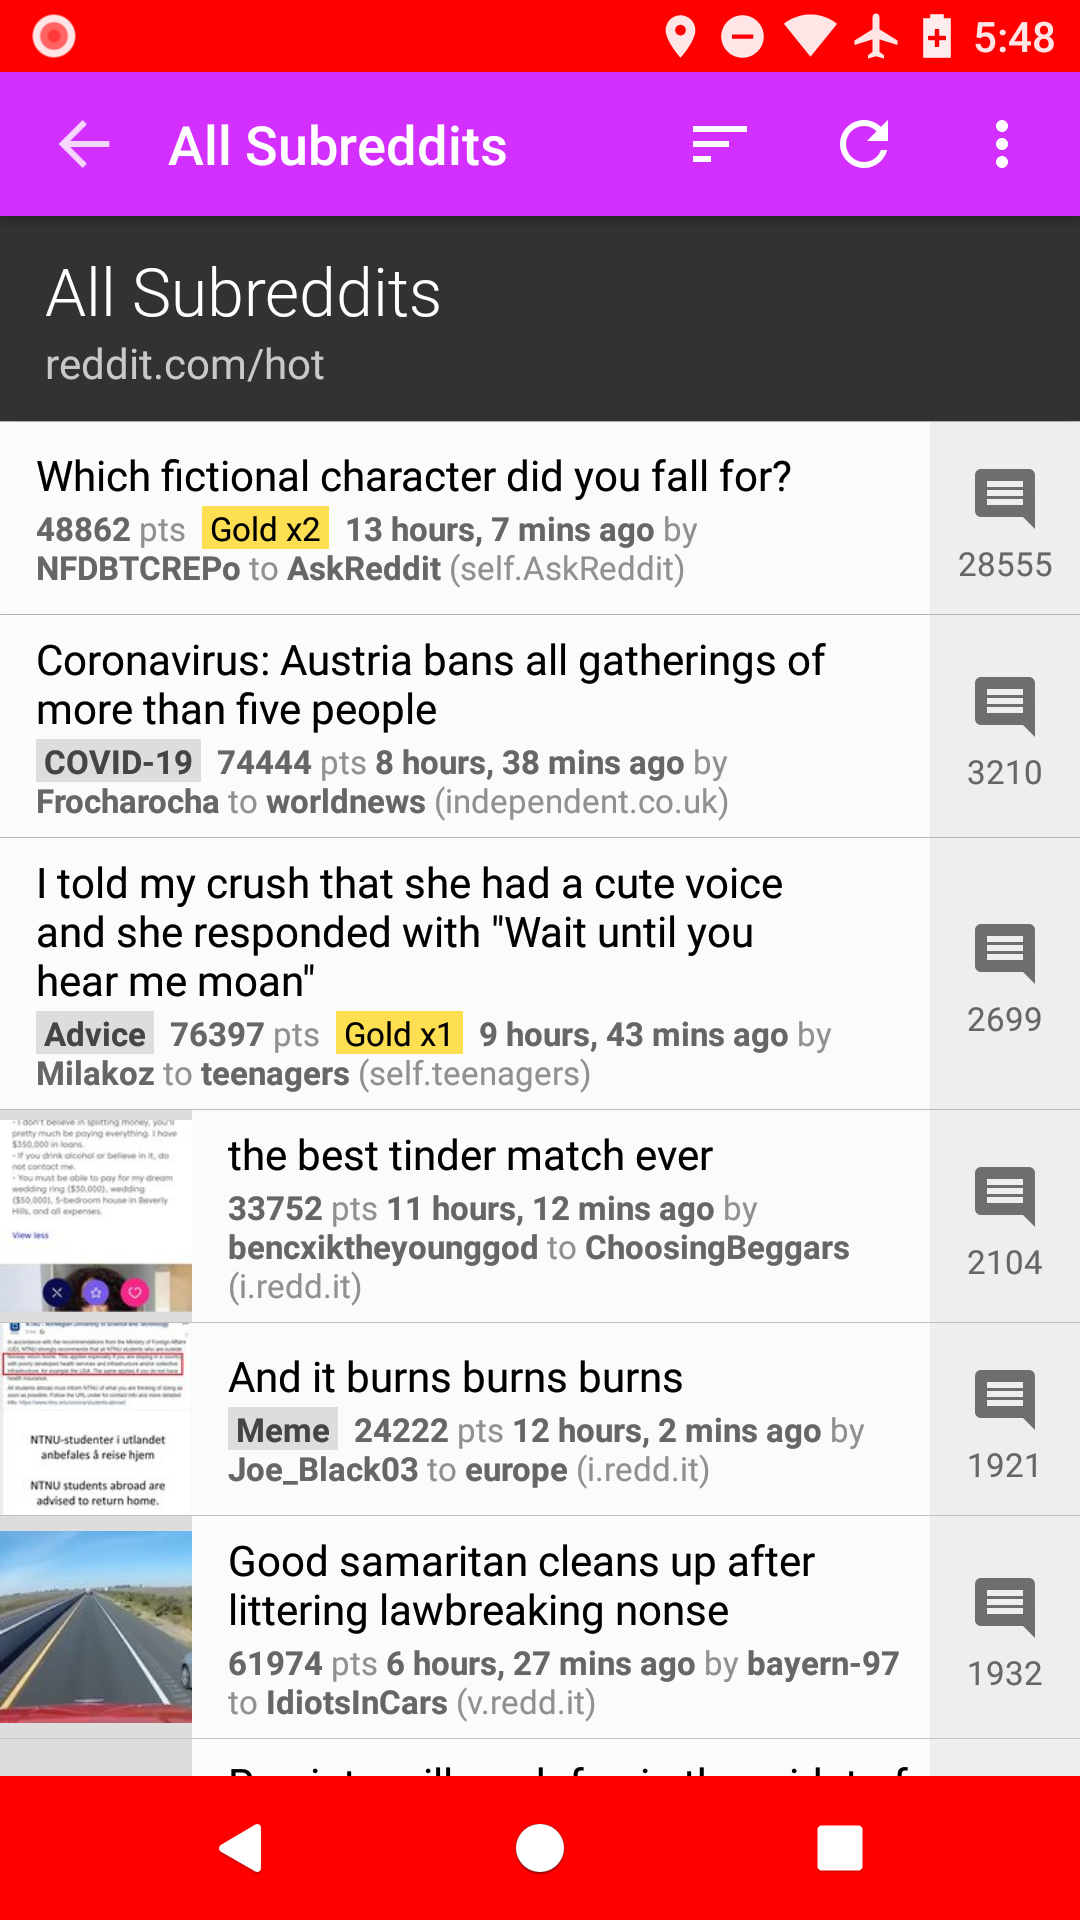 5:48
All Subreddits
All Subreddits
reddit.com/hot
Which fictional character did you fall for?
48862 pts Gold x2 13 hours, 7 mins ago by
NFDBTCREPo to AskReddit (self.AskReddit)
28555
Coronavirus: Austria bans all gatherings of
more than five people
COVID-19 74444 pts 8 hours, 38 mins ago by
Frocharocha to worldnews (independent.co.uk)
3210
I told my crush that she had a cute voice
and she responded with "Wait until you
hear me moan"
Advice 76397 pts Gold x1 9 hours, 43 mins ago by
Milakoz to teenagers (self.teenagers)
2699
- I don't believe in splitting money, you'll
pretty much be paying everything. I have
$350,000 in loans.
- If you drink alcohol or believe in it, do
not contact me.
- You must be able to pay for my dream
wedding ring ($30,000), wedding
($50,000), 5-bedroom house in Beverly
Hills, and all expenses.
View less
the best tinder match ever
33752 pts 11 hours, 12 mins ago by
bencxiktheyounggod to ChoosingBeggars
(i.redd.it)
2104
NTNU-studenter i utlandet
anbefales å reise hjem
NTNU students abroad are
advised to return home.
And it burns burns burns
Meme 24222 pts 12 hours, 2 mins ago by
Joe_Black03 to europe (i.redd.it)
1921
Good samaritan cleans up after
littering lawbreaking nonse
61974 pts 6 hours, 27 mins ago by bayern-97
to IdiotsInCars (v.redd.it)
1932